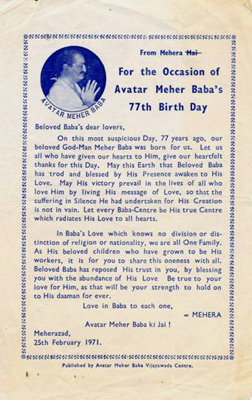 From Mehera Hai
For the Occasion of
Avatar Meher Baba's
77th Birth Day
AVATAR MEHER BABA
Beloved Baba's dear lovers,
On this most auspicious Day, 77 years ago, our
beloved God-Man Meher Baba was born for us. Let us
all who have given our hearts to Him, give our heartfelt
thanks for this Day. May this Earth that Beloved Baba
has trod and blessed by His Presence awaken to His
Love. May His victory prevail in the lives of all who
love Him by living His Message of Love, so that the
suffering in Silence He had undertaken for His Creation
is not in vain. Let every Baba-Centre be His true Centre
which radiates His Love to all hearts.
In Baba's Love which knows no division or dis-
tinction of religion or nationality, we are all One Family.
As His beloved children who have grown to be His
workers, it is for you to share this oneness with all.
Beloved Baba has reposed His trust in you, by blessing
you with the abundance of His Love Be true to your
love for Him, as that will be your strength to hold on
to His daaman for ever.
Love in Baba to each one,
= MEHERA
Avatar Meher Baba ki Jai !
Meherazad,
25th February 1971.
Published by Avatar Meher Baba Vijayawada Centre.